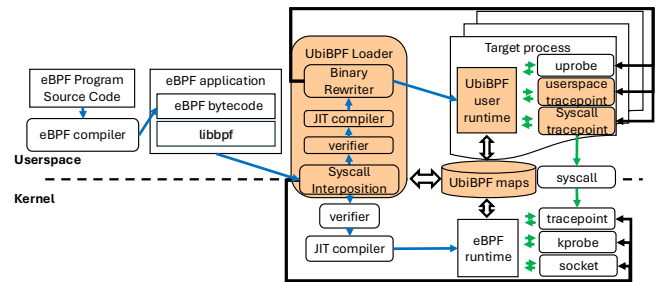 eBPF Program
Source Code
eBPF compiler
Userspace
Kernel
eBPF application
eBPF bytecode
libbpf
UbiBPF Loader
Binary
Rewriter
JIT compiler
verifier
Syscall
Interposition
verifier
JIT compiler
Target process
UbiBPF
user
runtime
uprobe
userspace
tracepoint
Syscall
tracepoint
UbiBPF maps
syscall
eBPF
runtime
tracepoint
kprobe
socket